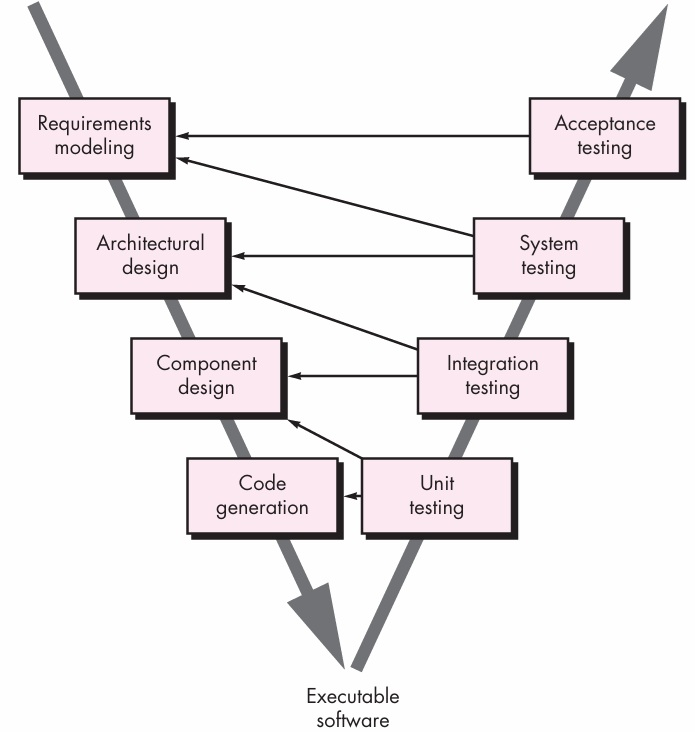 Requirements
modeling
Acceptance
testing
Architectural
design
System
testing
Component
design
Integration
testing
Code
generation
Unit
testing
Executable
software